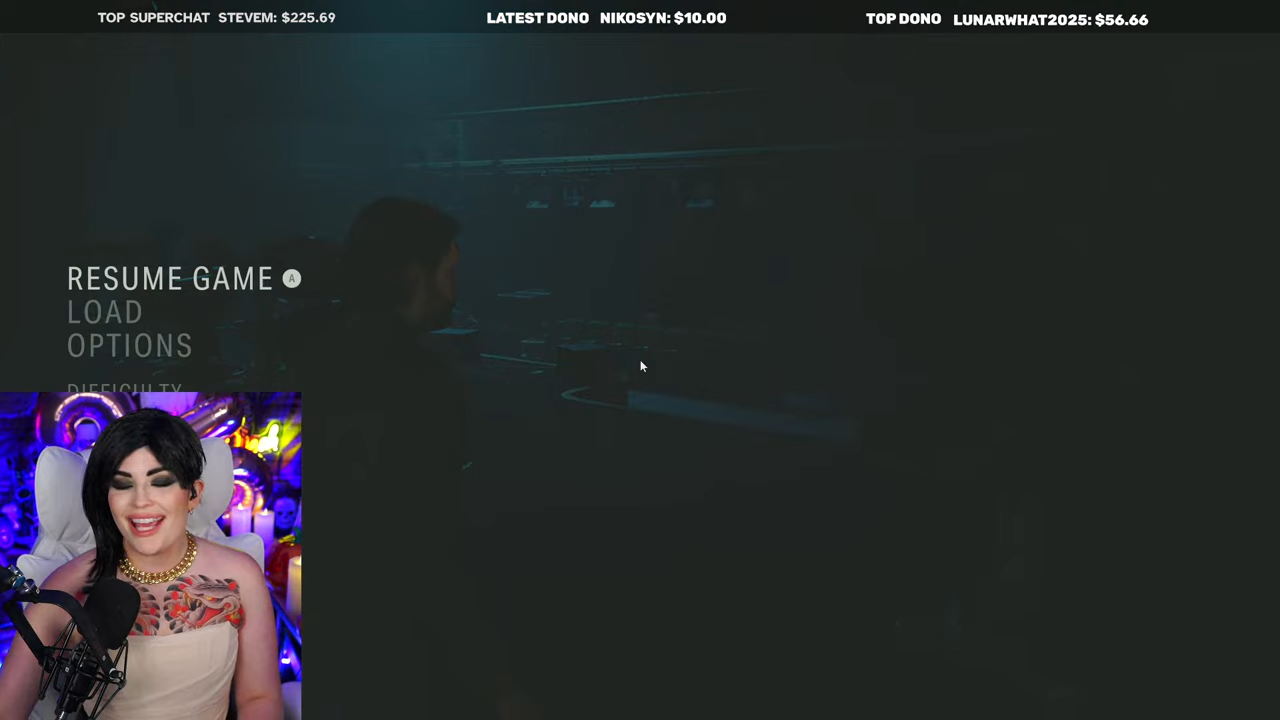 TOP SUPERCHAT STEVEM: $225.69
LATEST DONO NIKOSYN: $10.00
TOP DONO LUNARWHAT2025: $56.66
RESUME GAME A
LOAD
OPTIONS
DIFFICULTY